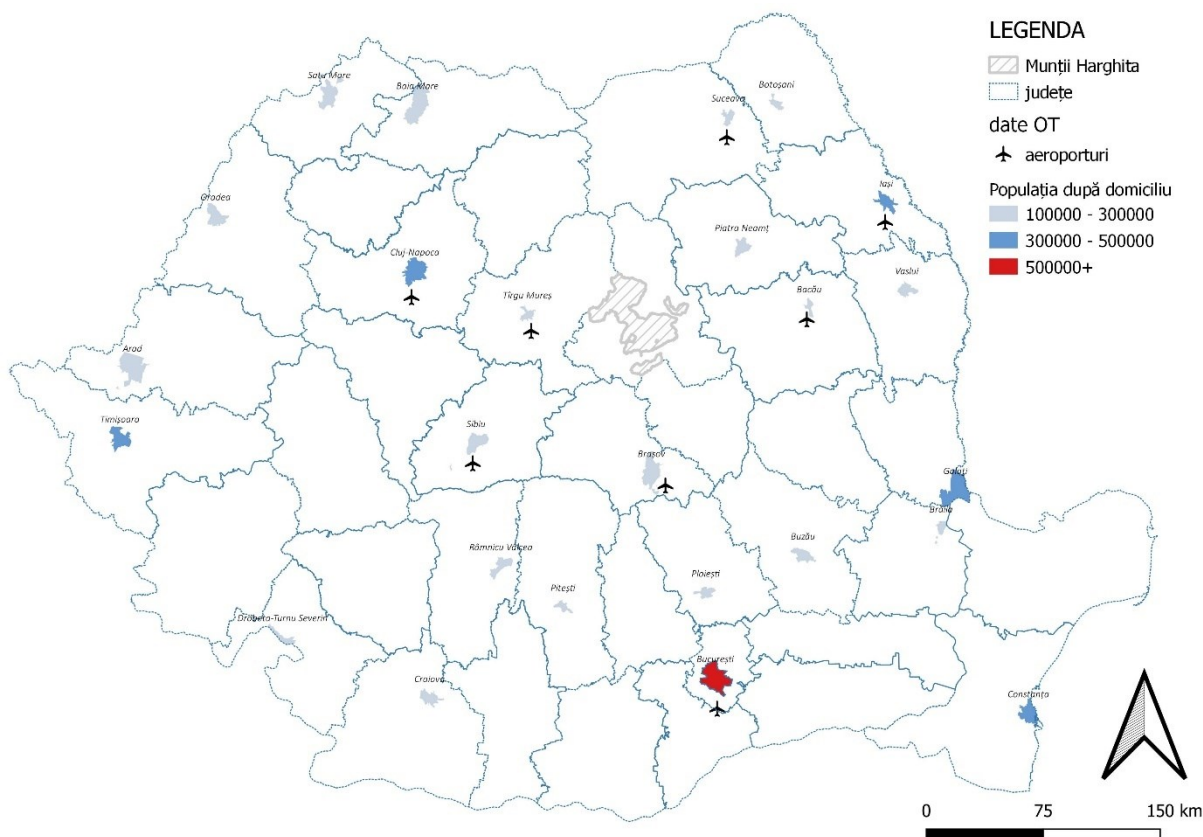 LEGENDA
Munții Harghita
județe
date OT
aeroporturi
Populația după domiciliu
100000 - 300000
300000 - 500000
500000+
Satu Mare
Baia Mare
Suceava
Botoșani
Oradea
Iași
Cluj-Napoca
Piatra Neamț
Tîrgu Mureș
Bacău
Vaslui
Arad
Timișoara
Sibiu
Brașov
Galați
Brăila
Râmnicu Vâlcea
Buzău
Pitești
Ploiești
Drobeta-Turnu Severin
București
Craiova
Constanța
0 75 150 km